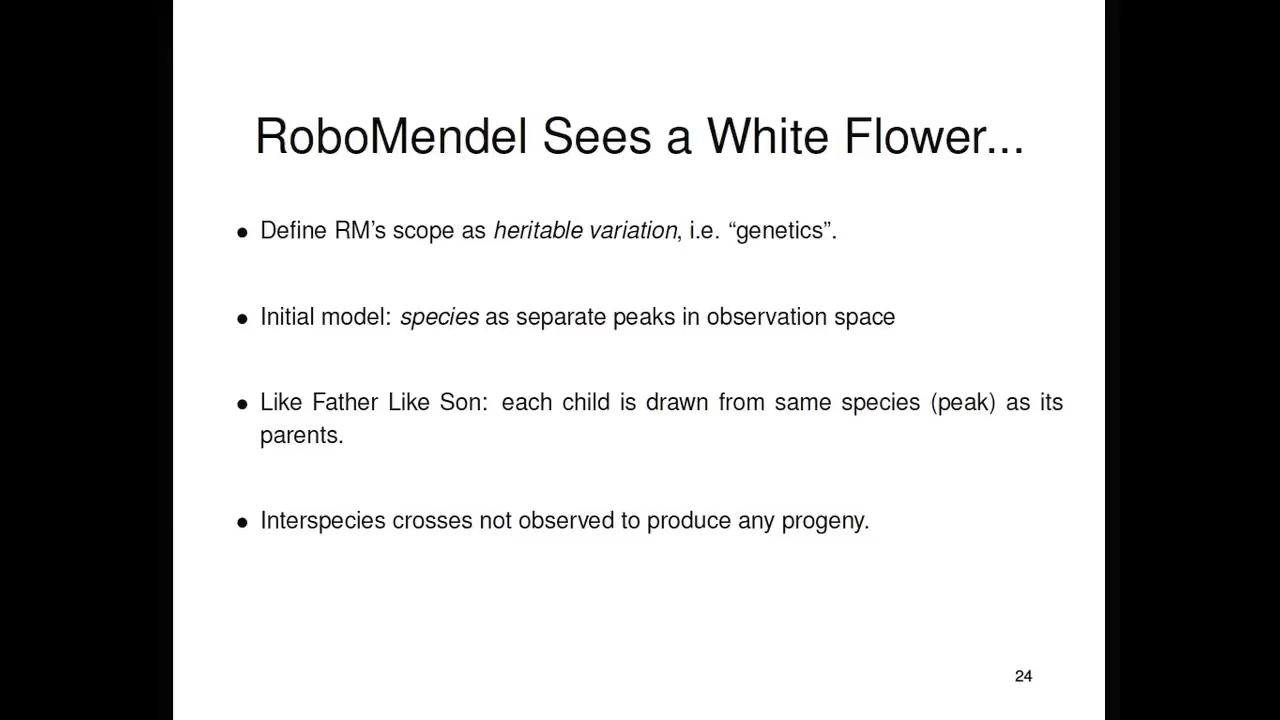 RoboMendel Sees a White Flower...
• Define RM’s scope as heritable variation, i.e. “genetics”.
• Initial model: species as separate peaks in observation space
• Like Father Like Son: each child is drawn from same species (peak) as its
parents.
• Interspecies crosses not observed to produce any progeny.
24